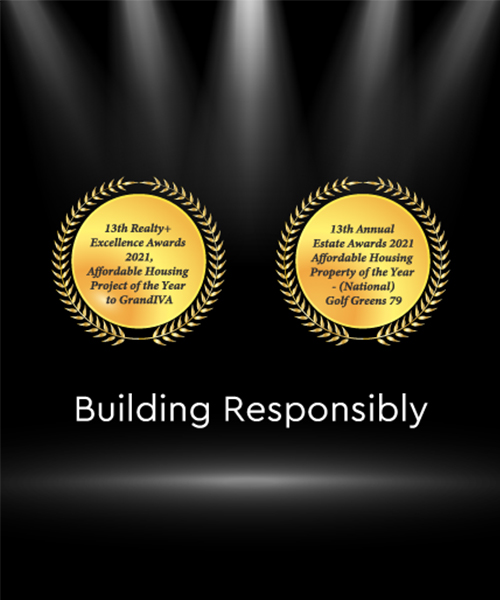 13th Realty+
Excellence Awards
2021,
Affordable Housing
Project of the Year
to GrandIVA
13th Annual
Estate Awards 2021
Affordable Housing
Property of the Year
- (National)
Golf Greens 79
Building Responsibly